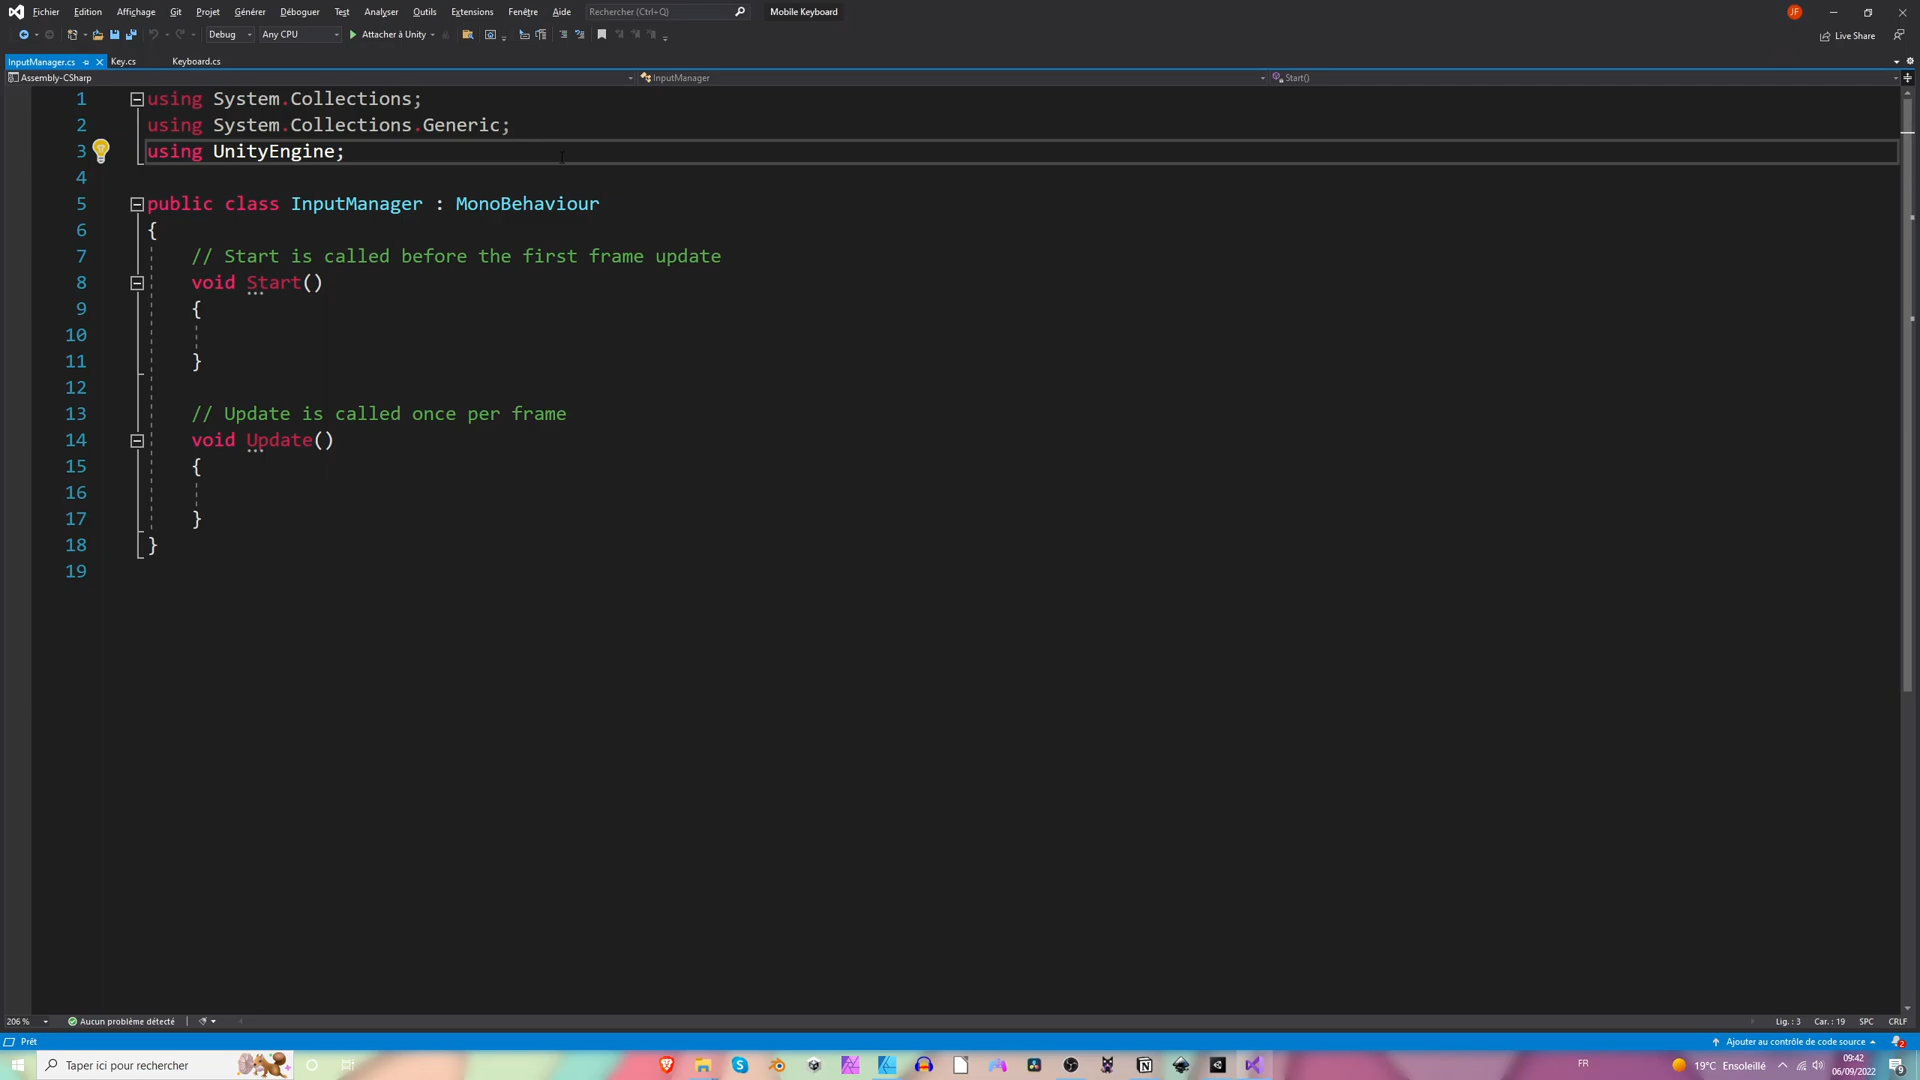 Fichier Edition Affichage Git Projet Générer Déboguer Test Analyser Outils Extensions Fenêtre Aide Rechercher (Ctrl+Q) Mobile Keyboard JF
Debug Any CPU Attacher à Unity Live Share
InputManager.cs Key.cs Keyboard.cs
Assembly-CSharp InputManager Start()
1 using System.Collections;
2 using System.Collections.Generic;
3 using UnityEngine;
4
5 public class InputManager : MonoBehaviour
6 {
7 // Start is called before the first frame update
8 void Start()
9 {
10
11 }
12
13 // Update is called once per frame
14 void Update()
15 {
16
17 }
18 }
19
206 % Aucun problème détecté Lig. : 3 Car. : 19 SPC CRLF
Prêt Ajouter au contrôle de code source 2
Taper ici pour rechercher FR 19°C Ensoleillé 09:42
06/09/2022 9